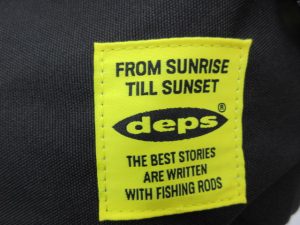 FROM SUNRISE
TILL SUNSET
deps®
THE BEST STORIES
ARE WRITTEN
WITH FISHING RODS